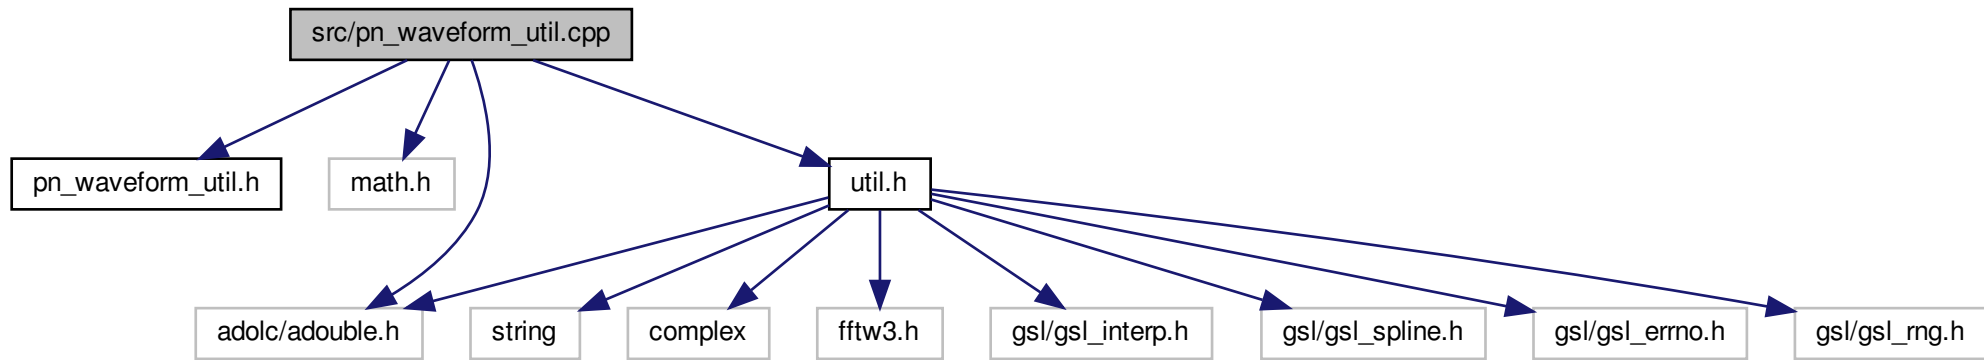 src/pn_waveform_util.cpp
pn_waveform_util.h
math.h
util.h
adolc/adouble.h
string
complex
fftw3.h
gsl/gsl_interp.h
gsl/gsl_spline.h
gsl/gsl_errno.h
gsl/gsl_rng.h